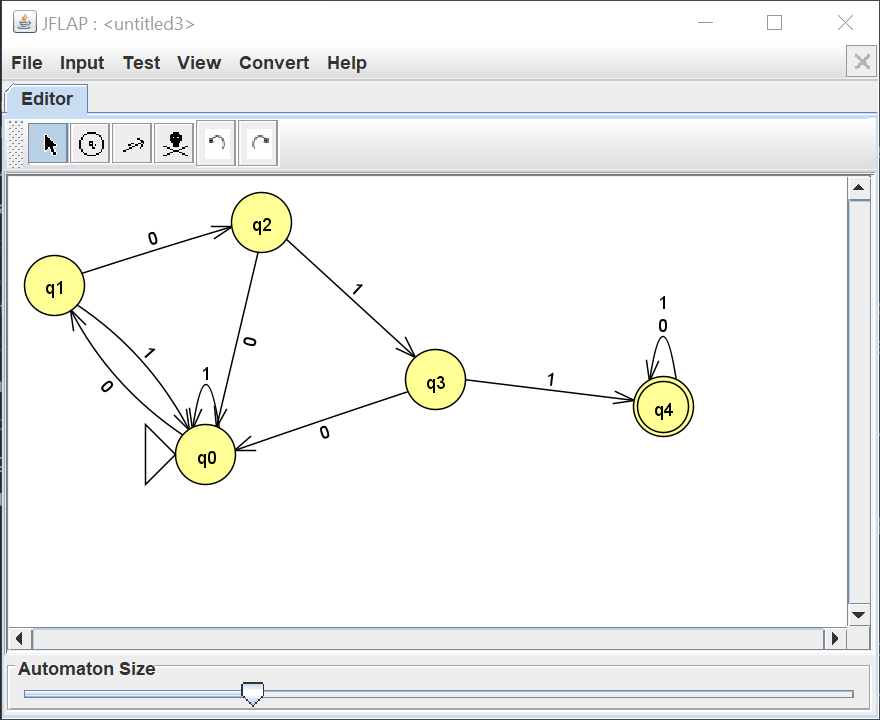 JFLAP : <untitled3>
File Input Test View Convert Help
Editor
q
q2
0
q1
1
1
0
1
0
0
1
0
q3
1
q4
0
q0
Automaton Size